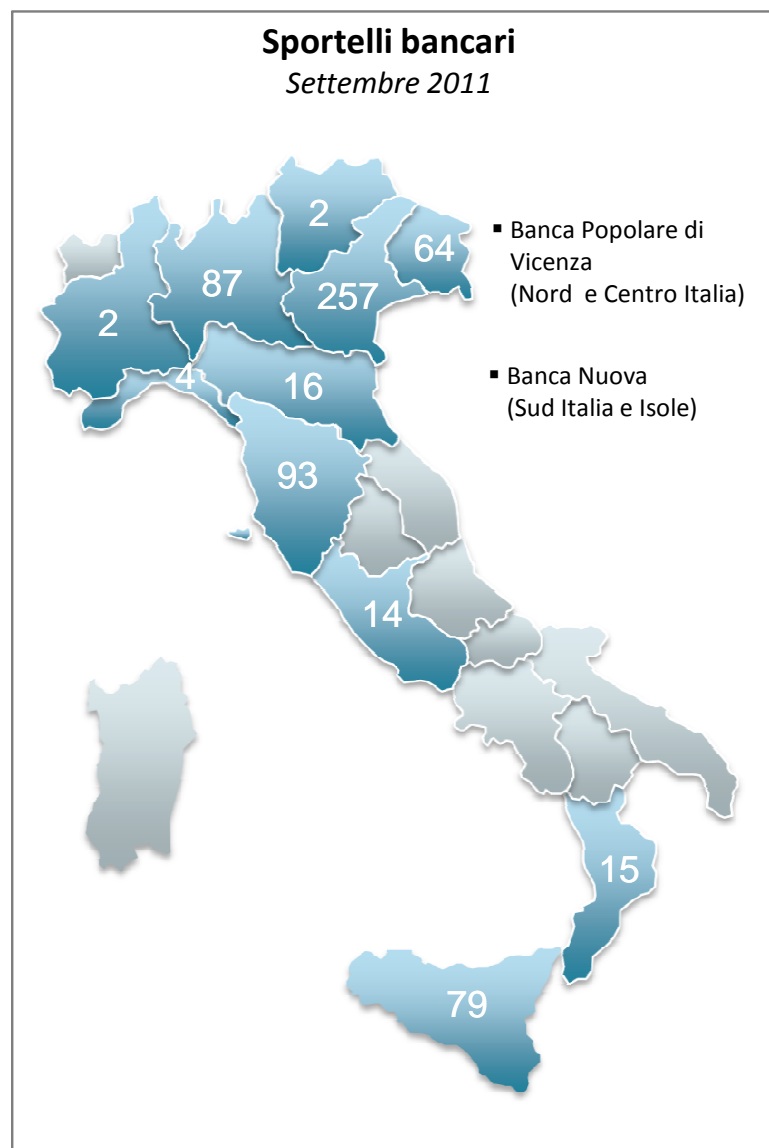 Sportelli bancari
Settembre 2011
2
64
87
257
2
4
16
93
14
15
79
▪ Banca Popolare di
Vicenza
(Nord e Centro Italia)
▪ Banca Nuova
(Sud Italia e Isole)